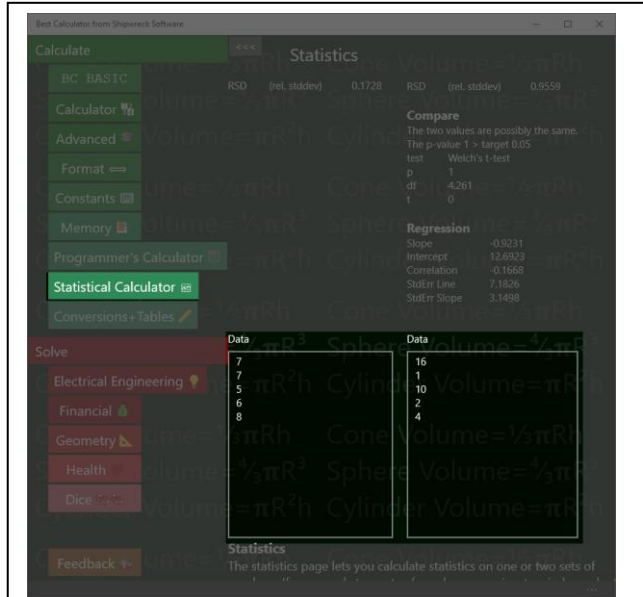 Best Calculator from Shipwreck Software
Calculate
<<<
Statistics
BC BASIC
Calculator
Advanced
Format
Constants
Memory
Programmer's Calculator
Statistical Calculator
Conversions+Tables
Solve
Electrical Engineering
Financial
Geometry
Health
Dice
Feedback
RSD (rel. stddev) 0.1728
RSD (rel. stddev) 0.9559
Compare
The two values are possibly the same.
The p-value 1 > target 0.05
test Welch's t-test
p 1
df 4.261
t 0
Regression
Slope -0.9231
Intercept 12.6923
Correlation -0.1668
StdErr Line 7.1826
StdErr Slope 3.1498
Data
7
7
5
6
8
Data
16
1
10
2
4
Statistics
The statistics page lets you calculate statistics on one or two sets of